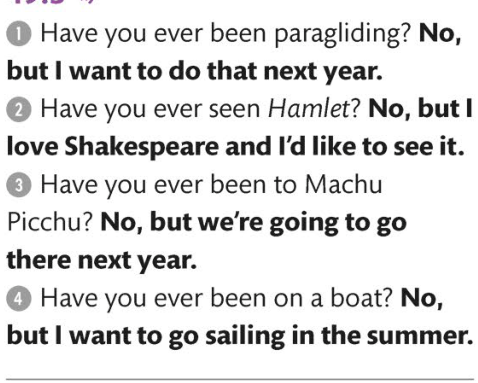 1 Have you ever been paragliding? No,
but I want to do that next year.
2 Have you ever seen Hamlet? No, but I
love Shakespeare and I’d like to see it.
3 Have you ever been to Machu
Picchu? No, but we’re going to go
there next year.
4 Have you ever been on a boat? No,
but I want to go sailing in the summer.